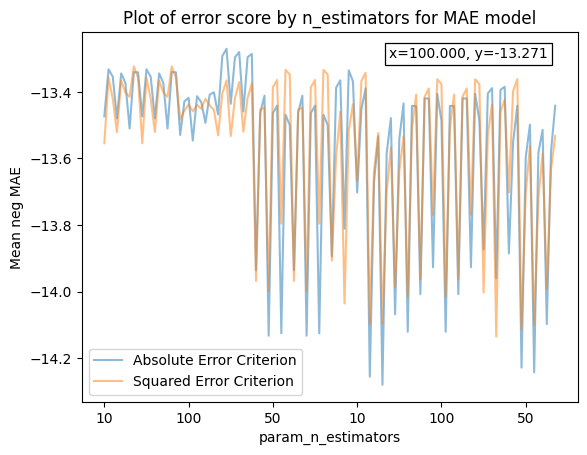 Plot of error score by n_estimators for MAE model
x=100.000, y=-13.271
Mean neg MAE
−13.4
−13.6
−13.8
−14.0
−14.2
Absolute Error Criterion
Squared Error Criterion
10 100 50 10 100 50
param_n_estimators